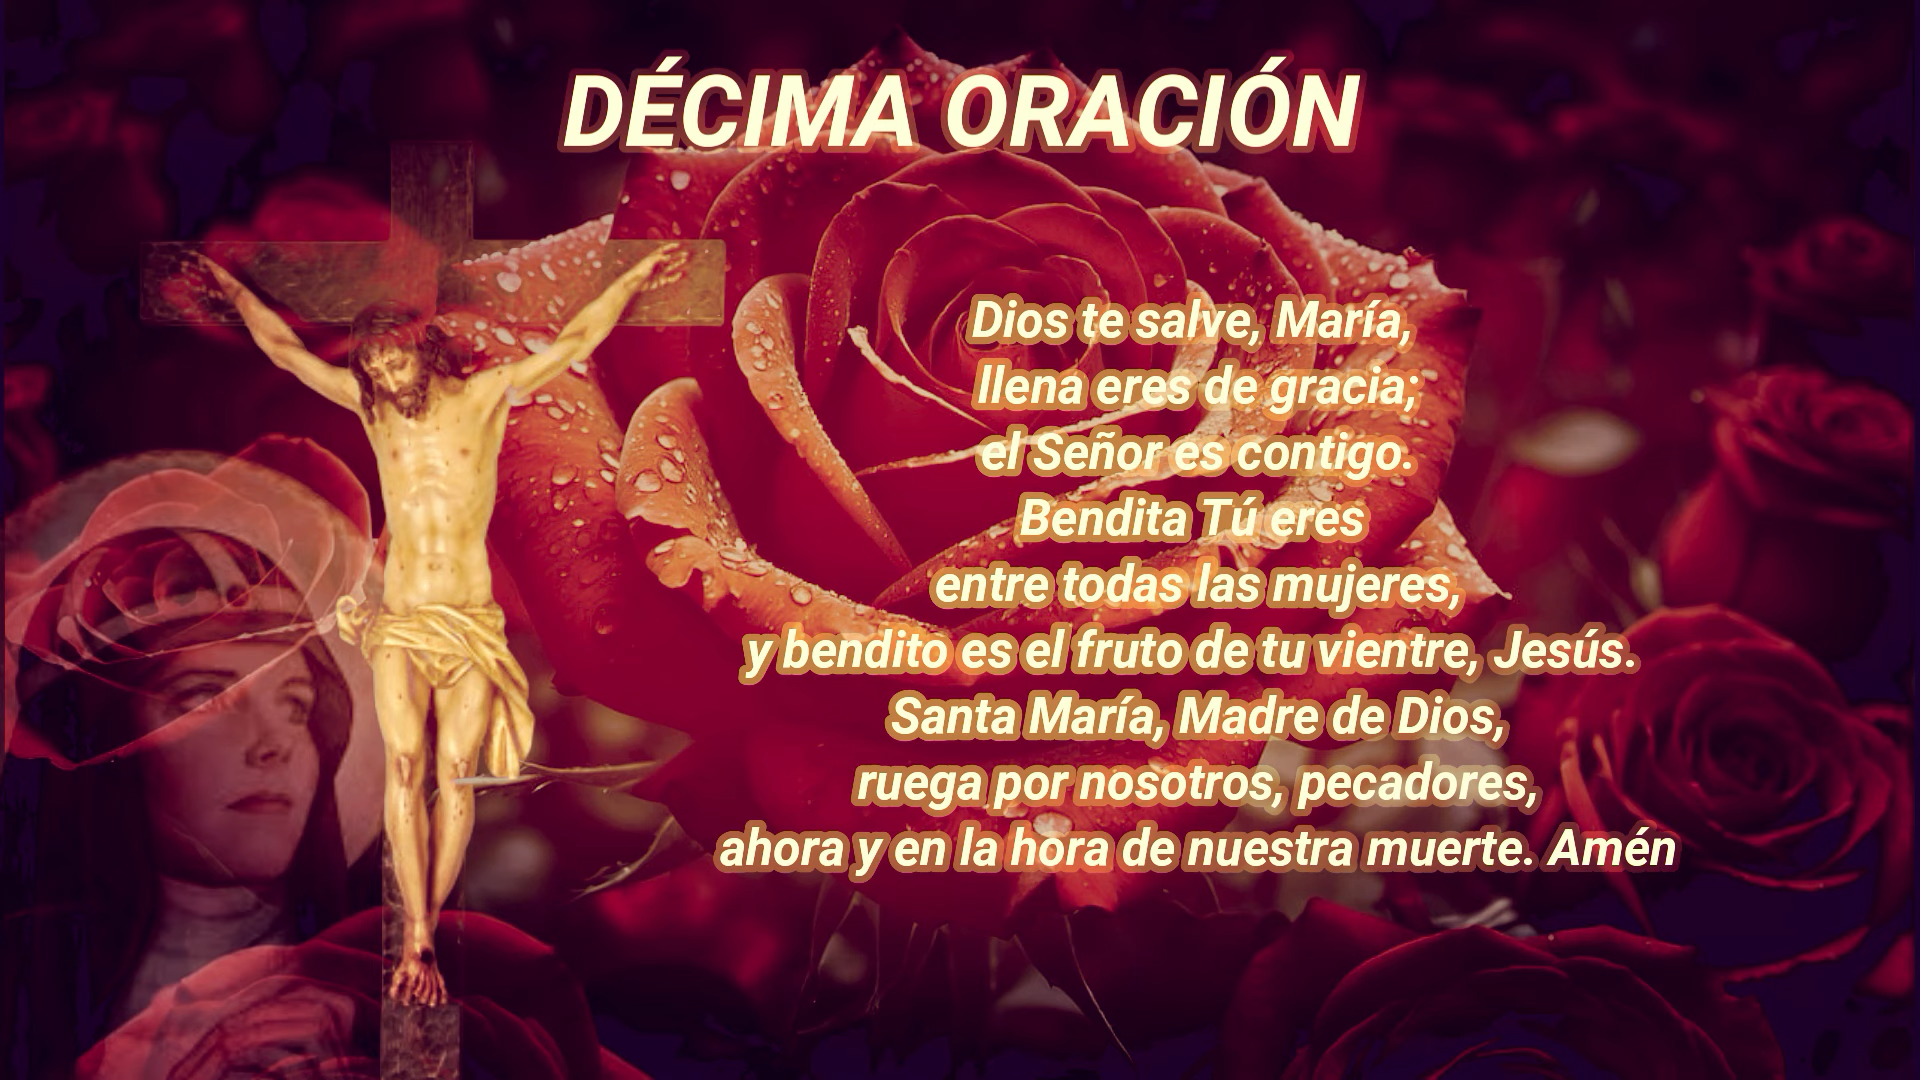 DÉCIMA ORACIÓN
Dios te salve, María,
llena eres de gracia;
el Señor es contigo.
Bendita Tú eres
entre todas las mujeres,
y bendito es el fruto de tu vientre, Jesús.
Santa María, Madre de Dios,
ruega por nosotros, pecadores,
ahora y en la hora de nuestra muerte. Amén